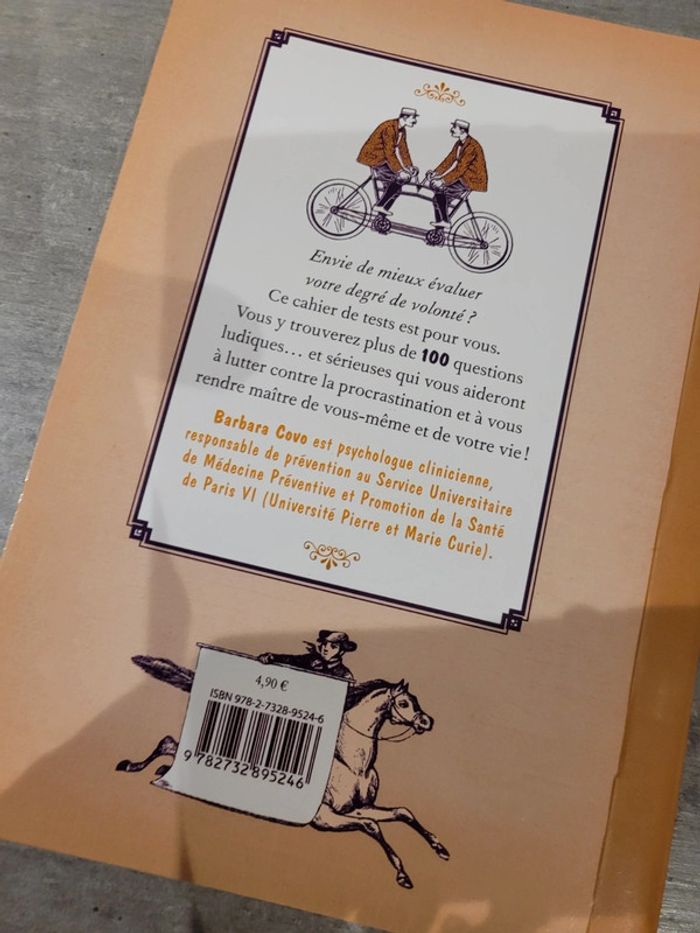 Envie de mieux évaluer
votre degré de volonté ?
Ce cahier de tests est pour vous.
Vous y trouverez plus de 100 questions
ludiques... et sérieuses qui vous aideront
à lutter contre la procrastination et à vous
rendre maître de vous-même et de votre vie !
Barbara Covo est psychologue clinicienne,
responsable de prévention au Service Universitaire
de Médecine Préventive et Promotion de la Santé
de Paris VI (Université Pierre et Marie Curie).
4,90 €
ISBN 978-2-7328-9524-6
9 782732 895246